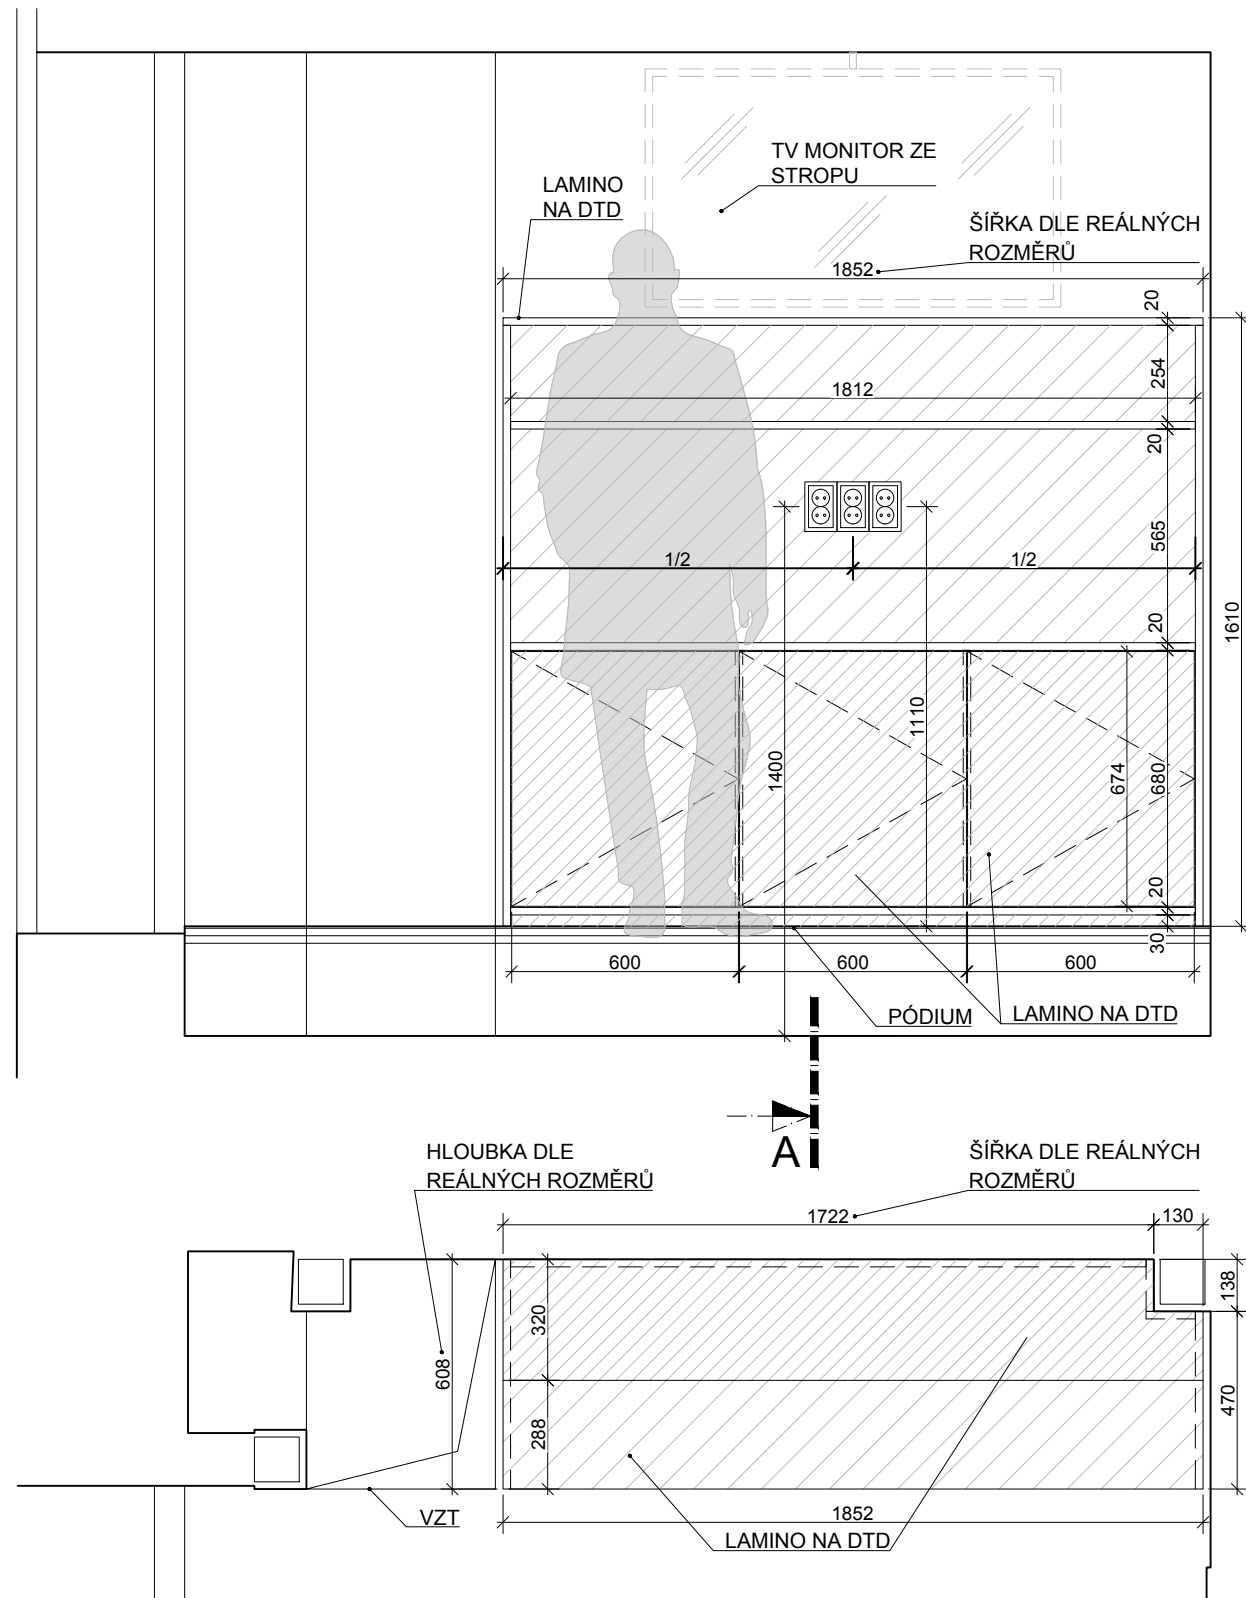 TV MONITOR ZE
STROPU
LAMINO
NA DTD
ŠÍŘKA DLE REÁLNÝCH
ROZMĚRŮ
1852
20
254
1812
20
565
1/2
1/2
20
1610
1110
1400
674
680
20
30
600
600
600
PÓDIUM
LAMINO NA DTD
A
HLOUBKA DLE
REÁLNÝCH ROZMĚRŮ
ŠÍŘKA DLE REÁLNÝCH
ROZMĚRŮ
1722
130
138
320
608
470
288
VZT
1852
LAMINO NA DTD